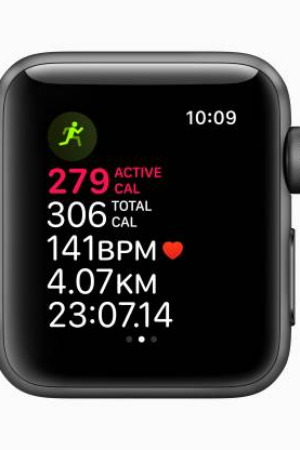 10:09
279 ACTIVE CAL
306 TOTAL CAL
141BPM
4.07KM
23:07.14